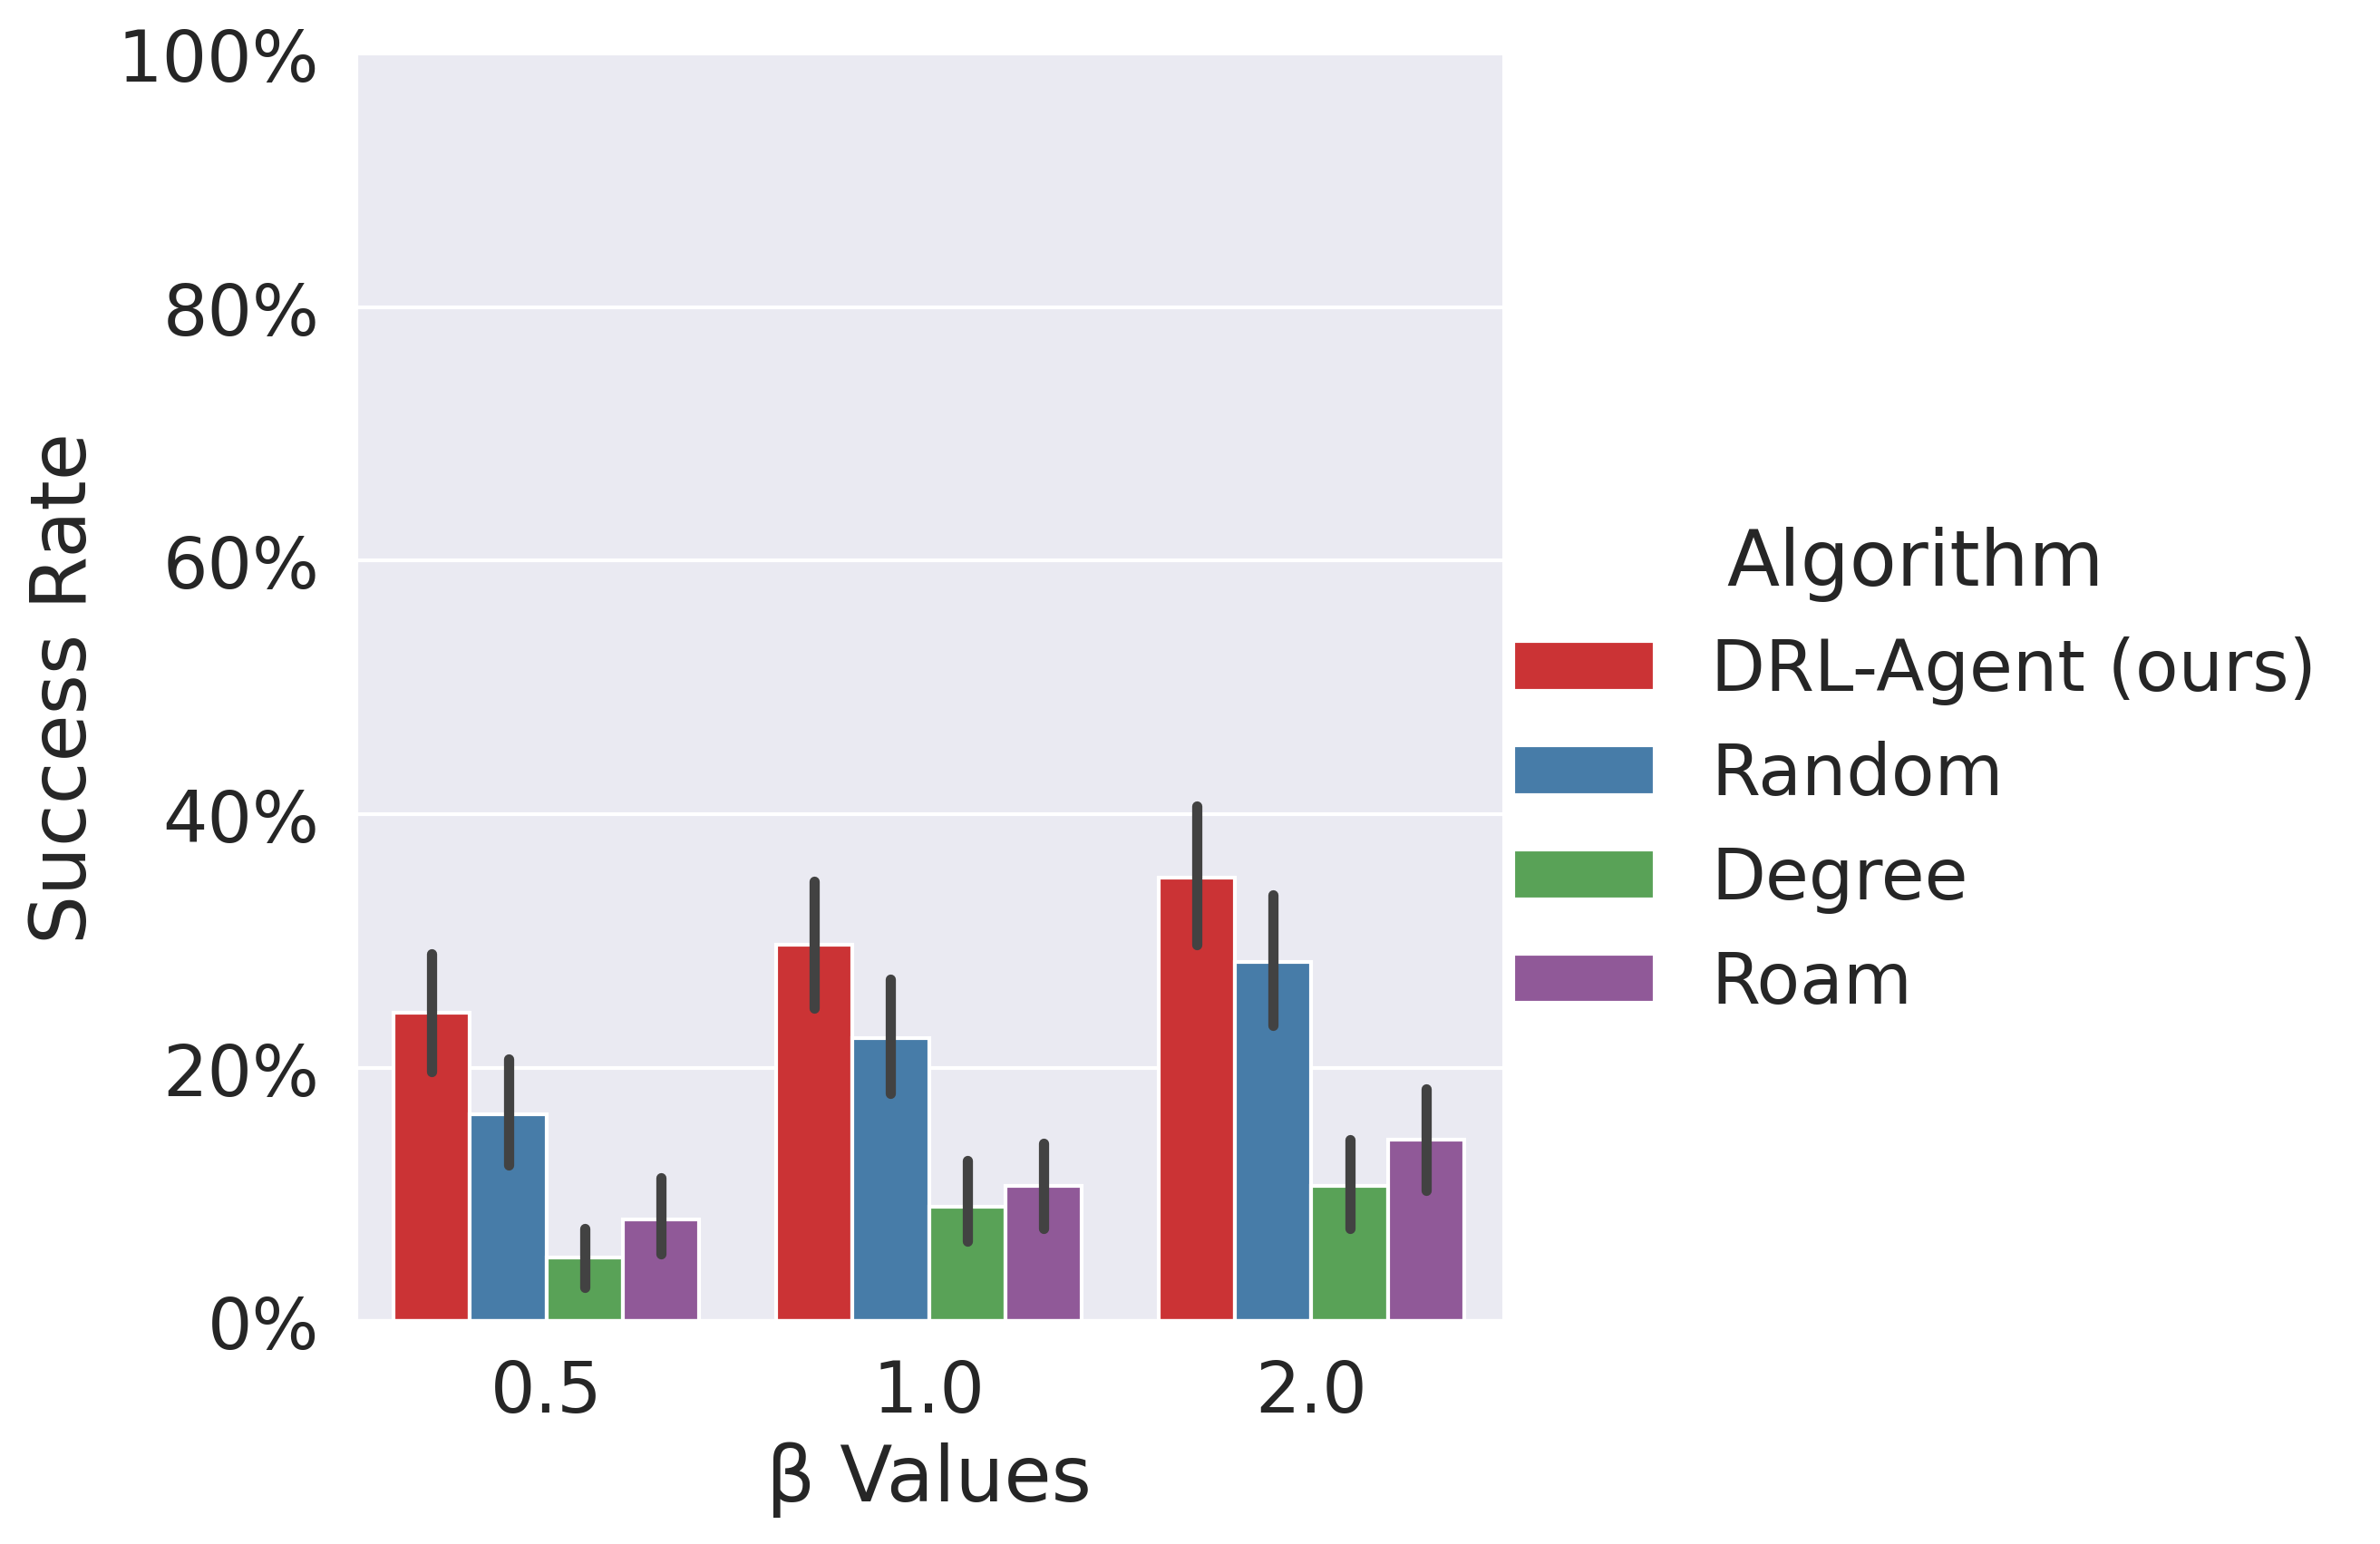 100%
80%
60%
40%
20%
0%
Success Rate
0.5 1.0 2.0
β Values
Algorithm
DRL-Agent (ours)
Random
Degree
Roam